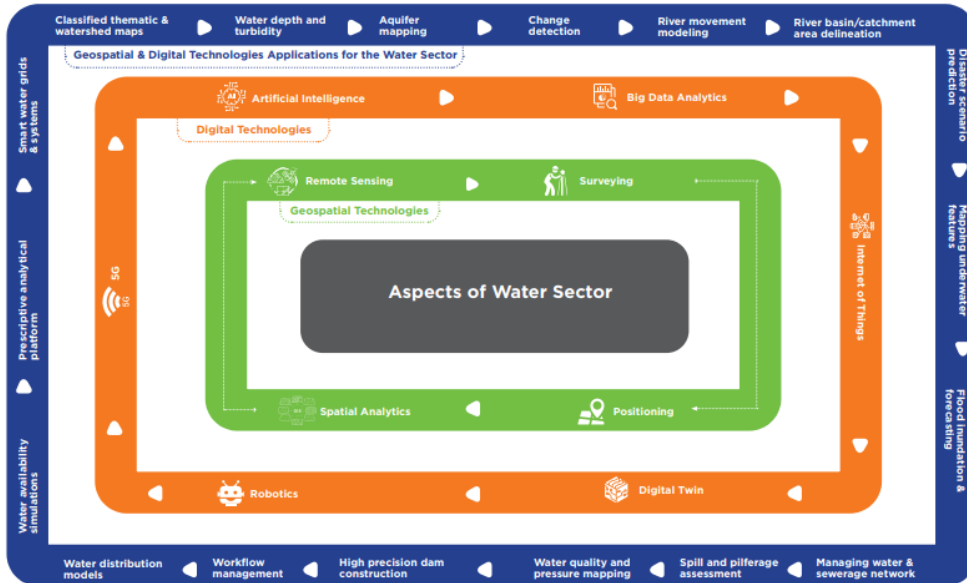 Classified thematic &
watershed maps
Water depth and
turbidity
Aquifer
mapping
Change
detection
River movement
modeling
River basin/catchment
area delineation
Geospatial & Digital Technologies Applications for the Water Sector
Disaster scenario
prediction
Mapping underwater
features
Flood inundation &
forecasting
Managing water &
sewerage network
Spill and pilferage
assessment
Water quality and
pressure mapping
High precision dam
construction
Workflow
management
Water distribution
models
Water availability
simulations
Prescriptive analytical
platform
Smart water grids
& systems
AI
Artificial Intelligence
Big Data Analytics
Digital Technologies
Internet of Things
Digital Twin
Robotics
5G
5G
Remote Sensing
Surveying
Geospatial Technologies
Positioning
Spatial Analytics
Aspects of Water Sector